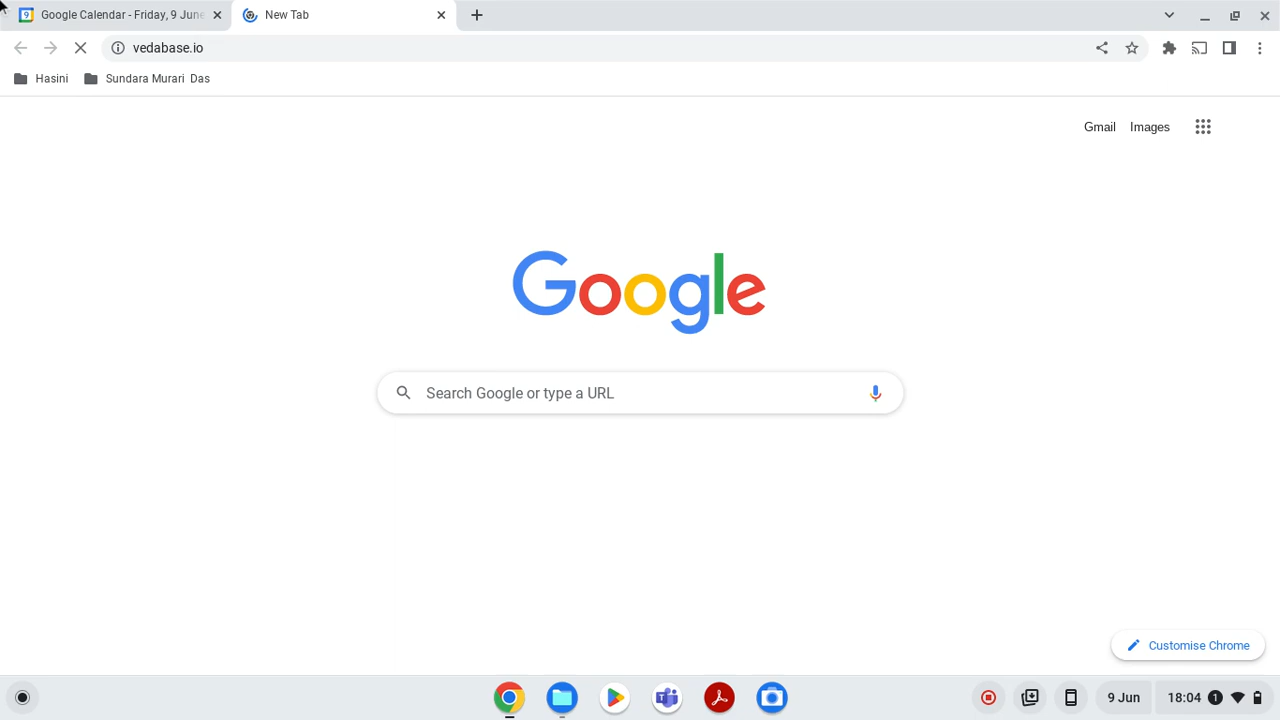 Google Calendar - Friday, 9 June
New Tab
vedabase.io
Hasini
Sundara Murari Das
Gmail
Images
Google
Search Google or type a URL
Customise Chrome
9 Jun
18:04
1